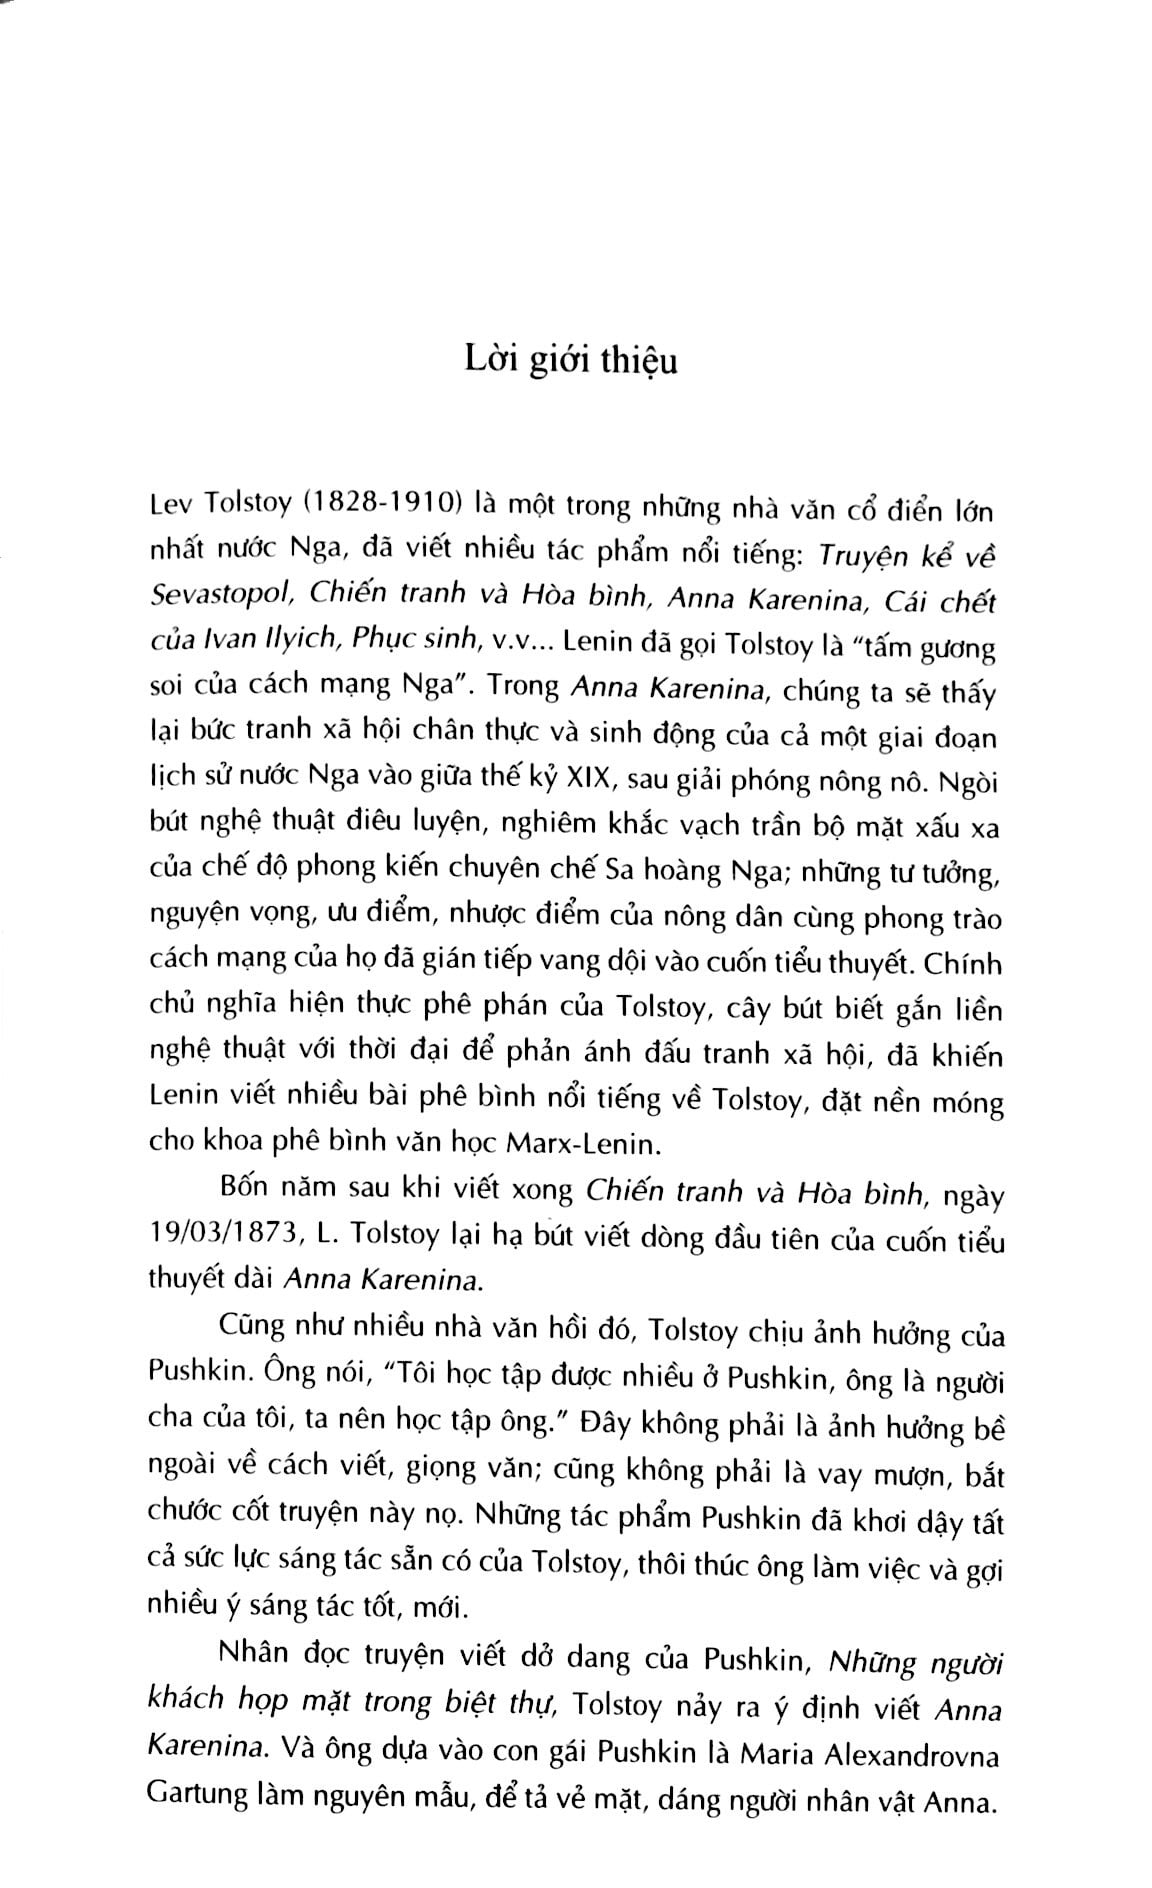 Lời giới thiệu
Lev Tolstoy (1828-1910) là một trong những nhà văn cổ điển lớn
nhất nước Nga, đã viết nhiều tác phẩm nổi tiếng: Truyện kể về
Sevastopol, Chiến tranh và Hòa bình, Anna Karenina, Cái chết
của Ivan Ilyich, Phục sinh, v.v... Lenin đã gọi Tolstoy là “tấm gương
soi của cách mạng Nga”. Trong Anna Karenina, chúng ta sẽ thấy
lại bức tranh xã hội chân thực và sinh động của cả một giai đoạn
lịch sử nước Nga vào giữa thế kỷ XIX, sau giải phóng nông nô. Ngòi
bút nghệ thuật điêu luyện, nghiêm khắc vạch trần bộ mặt xấu xa
của chế độ phong kiến chuyên chế Sa hoàng Nga; những tư tưởng,
nguyện vọng, ưu điểm, nhược điểm của nông dân cùng phong trào
cách mạng của họ đã gián tiếp vang dội vào cuốn tiểu thuyết. Chính
chủ nghĩa hiện thực phê phán của Tolstoy, cây bút biết gắn liền
nghệ thuật với thời đại để phản ánh đấu tranh xã hội, đã khiến
Lenin viết nhiều bài phê bình nổi tiếng về Tolstoy, đặt nền móng
cho khoa phê bình văn học Marx-Lenin.
Bốn năm sau khi viết xong Chiến tranh và Hòa bình, ngày
19/03/1873, L. Tolstoy lại hạ bút viết dòng đầu tiên của cuốn tiểu
thuyết dài Anna Karenina.
Cũng như nhiều nhà văn hồi đó, Tolstoy chịu ảnh hưởng của
Pushkin. Ông nói, “Tôi học tập được nhiều ở Pushkin, ông là người
cha của tôi, ta nên học tập ông.” Đây không phải là ảnh hưởng bề
ngoài về cách viết, giọng văn; cũng không phải là vay mượn, bắt
chước cốt truyện này nọ. Những tác phẩm Pushkin đã khơi dậy tất
cả sức lực sáng tác sẵn có của Tolstoy, thôi thúc ông làm việc và gợi
nhiều ý sáng tác tốt, mới.
Nhân đọc truyện viết dở dang của Pushkin, Những người
khách họp mặt trong biệt thự, Tolstoy nảy ra ý định viết Anna
Karenina. Và ông dựa vào con gái Pushkin là Maria Alexandrovna
Gartung làm nguyên mẫu, để tả vẻ mặt, dáng người nhân vật Anna.